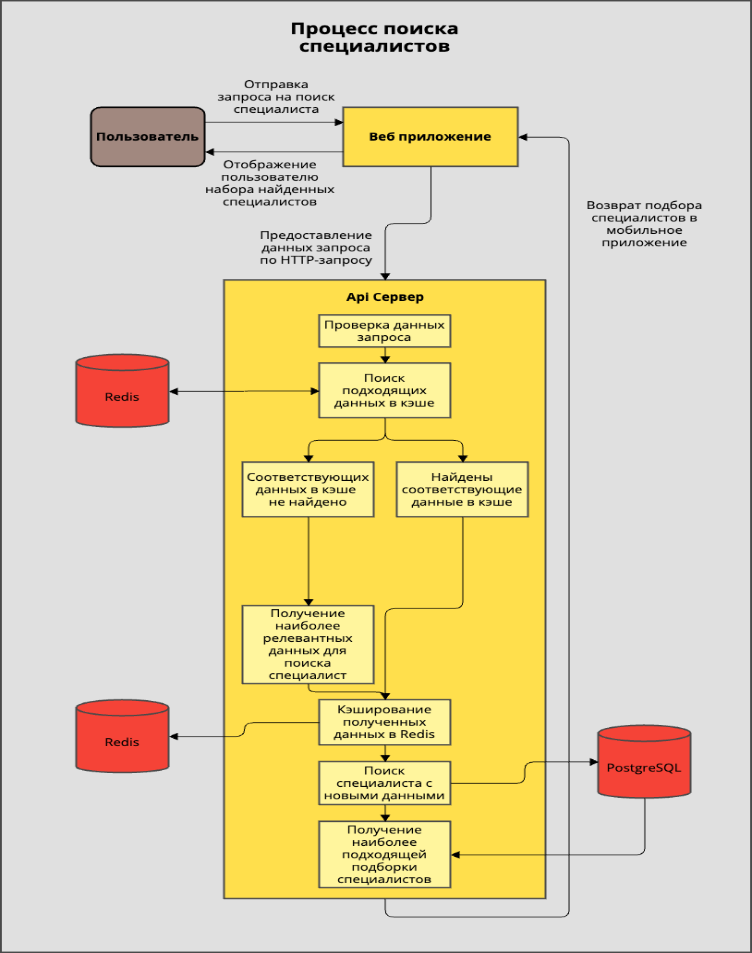 Процесс поиска
специалистов
Отправка
запроса на поиск
специалиста
Пользователь
Веб приложение
Отображение
пользователю
набора найденных
специалистов
Возврат подбора
специалистов в
мобильное
приложение
Предоставление
данных запроса
по HTTP-запросу
Api Сервер
Проверка данных
запроса
Поиск
подходящих
данных в кэше
Redis
Соответствующих
данных в кэше
не найдено
Найдены
соответствующие
данные в кэше
Получение
наиболее
релевантных
данных для
поиска
специалист
Кэширование
полученных
данных в Redis
Redis
Поиск
специалиста с
новыми данными
PostgreSQL
Получение
наиболее
подходящей
подборки
специалистов